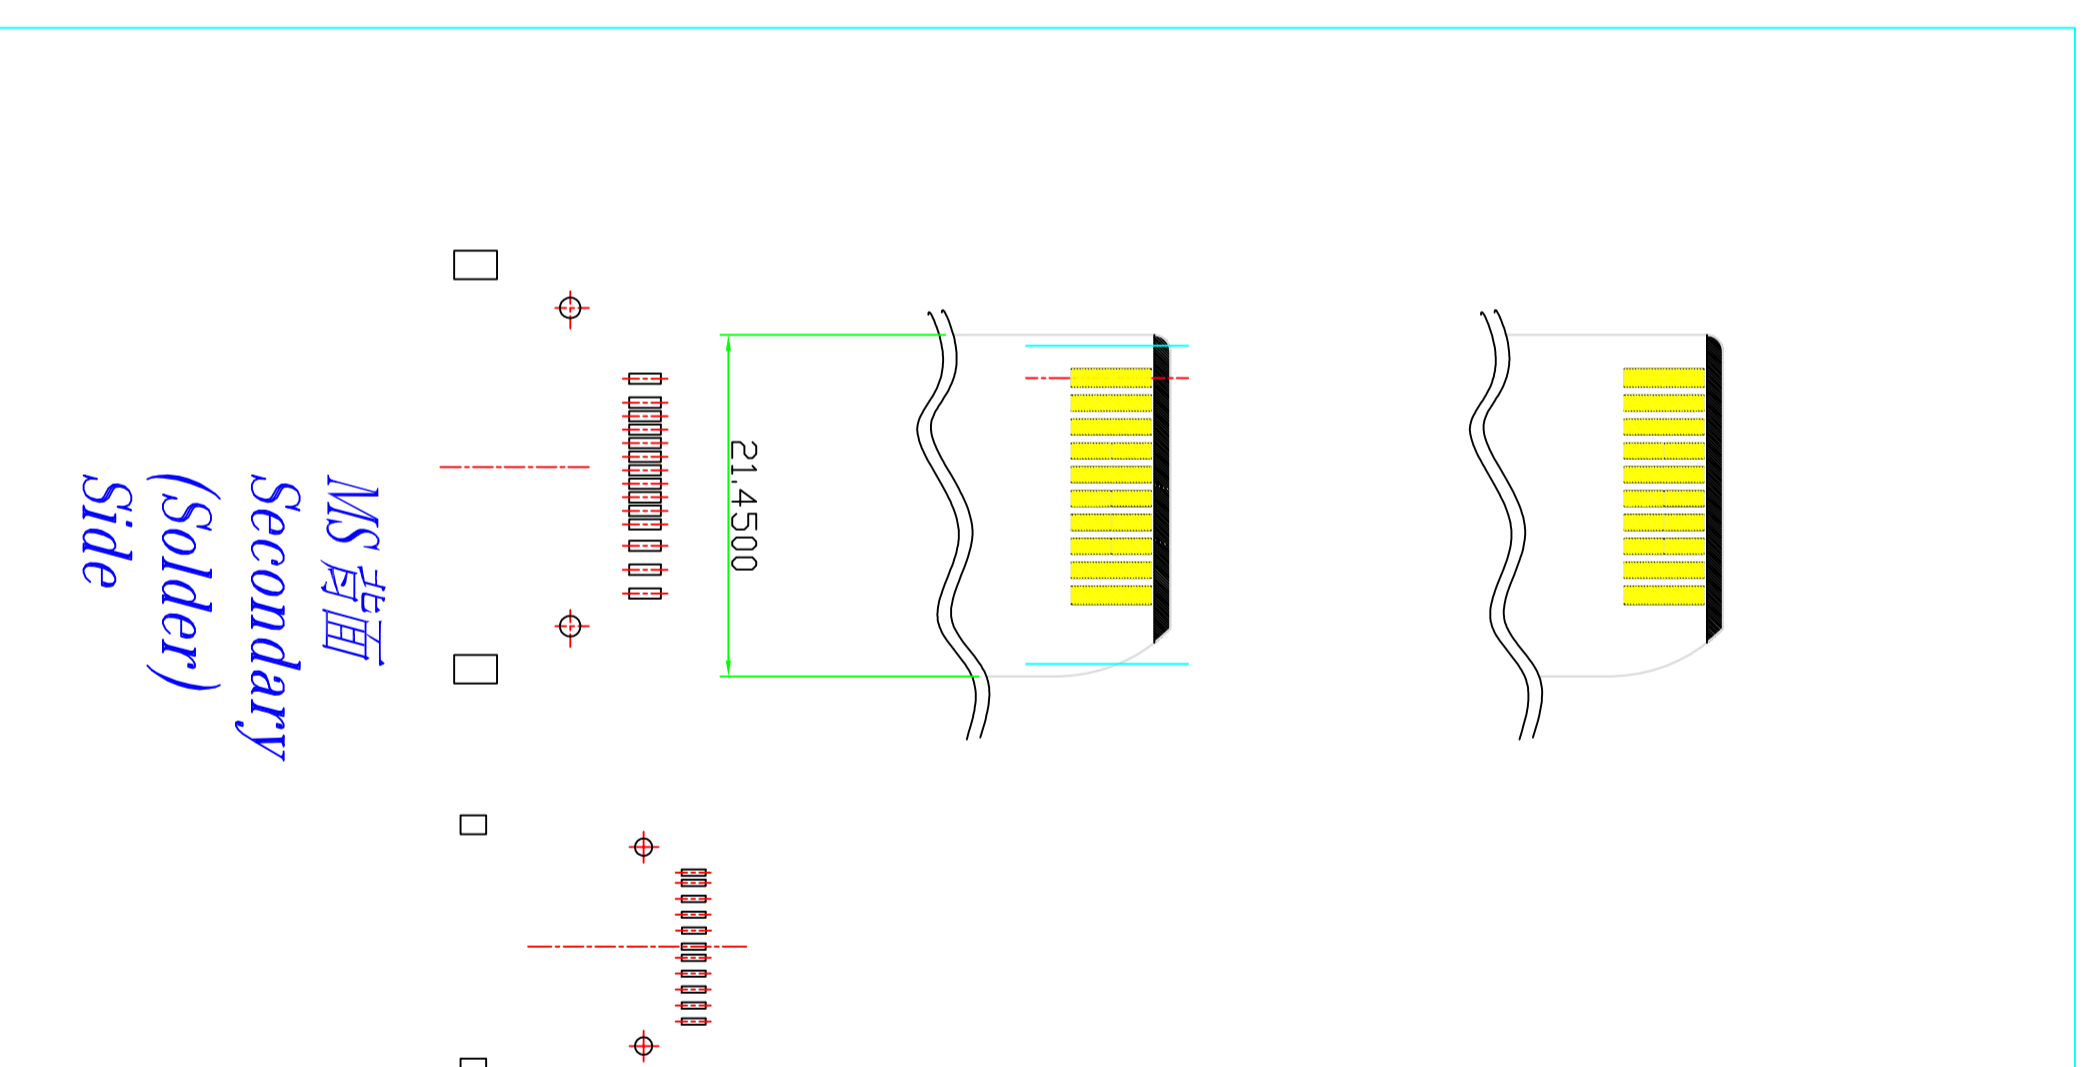 MS 背面
Secondary
(Solder)
Side
21,4500